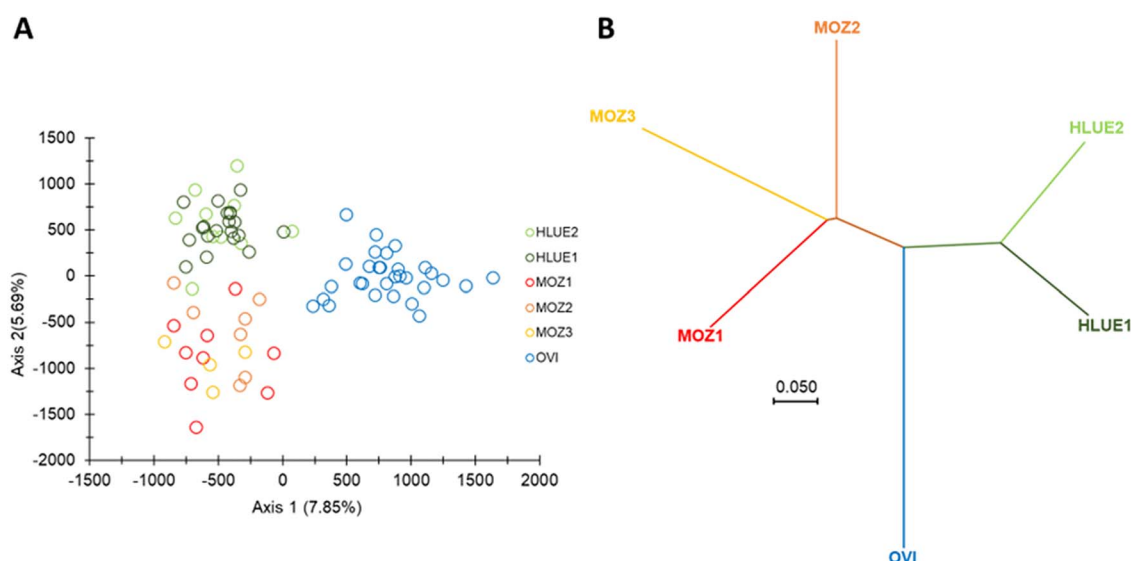 A
1500
1000
500
0
-500
-1000
-1500
-2000
-1500 -1000 -500 0 500 1000 1500 2000
Axis 2(5.69%)
Axis 1 (7.85%)
HLUE2
HLUE1
MOZ1
MOZ2
MOZ3
OVI
B
MOZ2
MOZ3
HLUE2
MOZ1
HLUE1
0.050
OVI